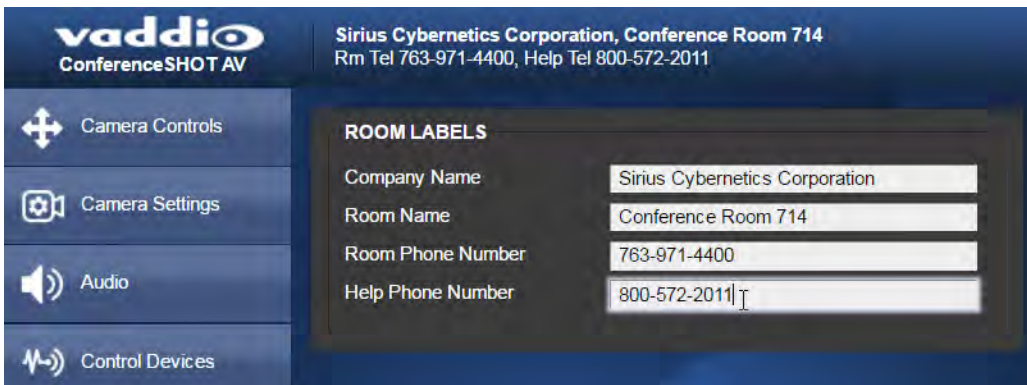 vaddio
ConferenceSHOT AV
Sirius Cybernetics Corporation, Conference Room 714
Rm Tel 763-971-4400, Help Tel 800-572-2011
Camera Controls
Camera Settings
Audio
Control Devices
ROOM LABELS
Company Name Sirius Cybernetics Corporation
Room Name Conference Room 714
Room Phone Number 763-971-4400
Help Phone Number 800-572-2011